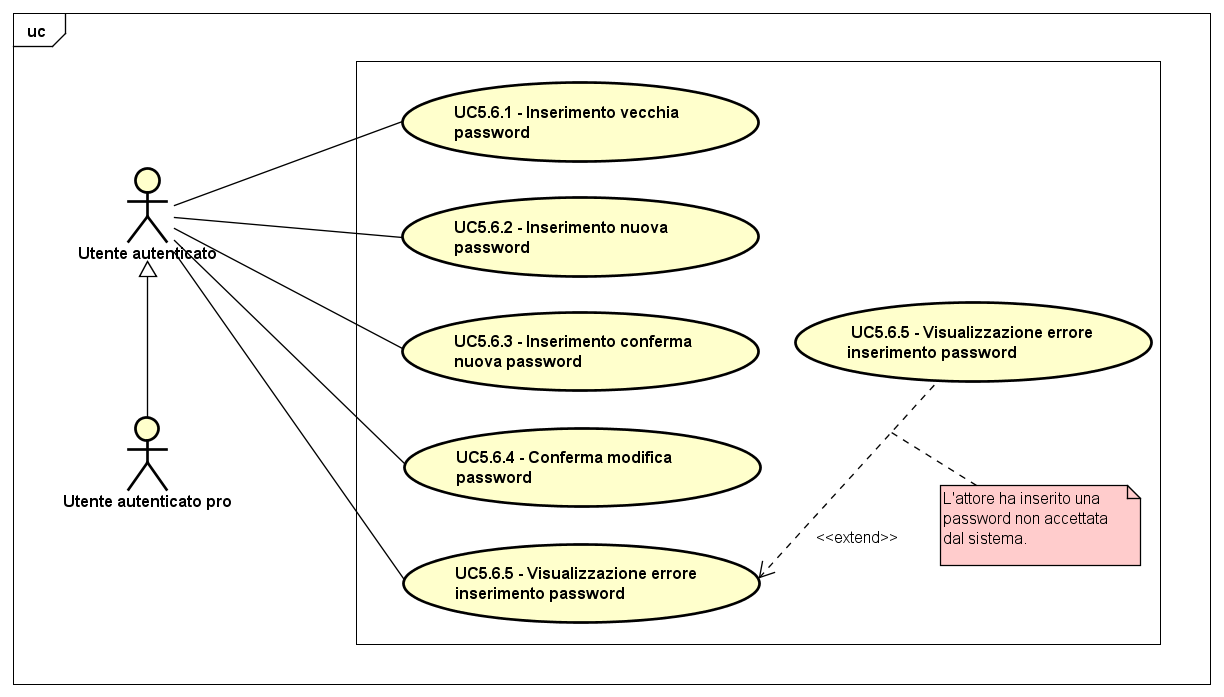 uc
UC5.6.1 - Inserimento vecchia
password
UC5.6.2 - Inserimento nuova
password
Utente autenticato
UC5.6.3 - Inserimento conferma
nuova password
UC5.6.5 - Visualizzazione errore
inserimento password
UC5.6.4 - Conferma modifica
password
Utente autenticato pro
L'attore ha inserito una
password non accettata
dal sistema.
<<extend>>
UC5.6.5 - Visualizzazione errore
inserimento password